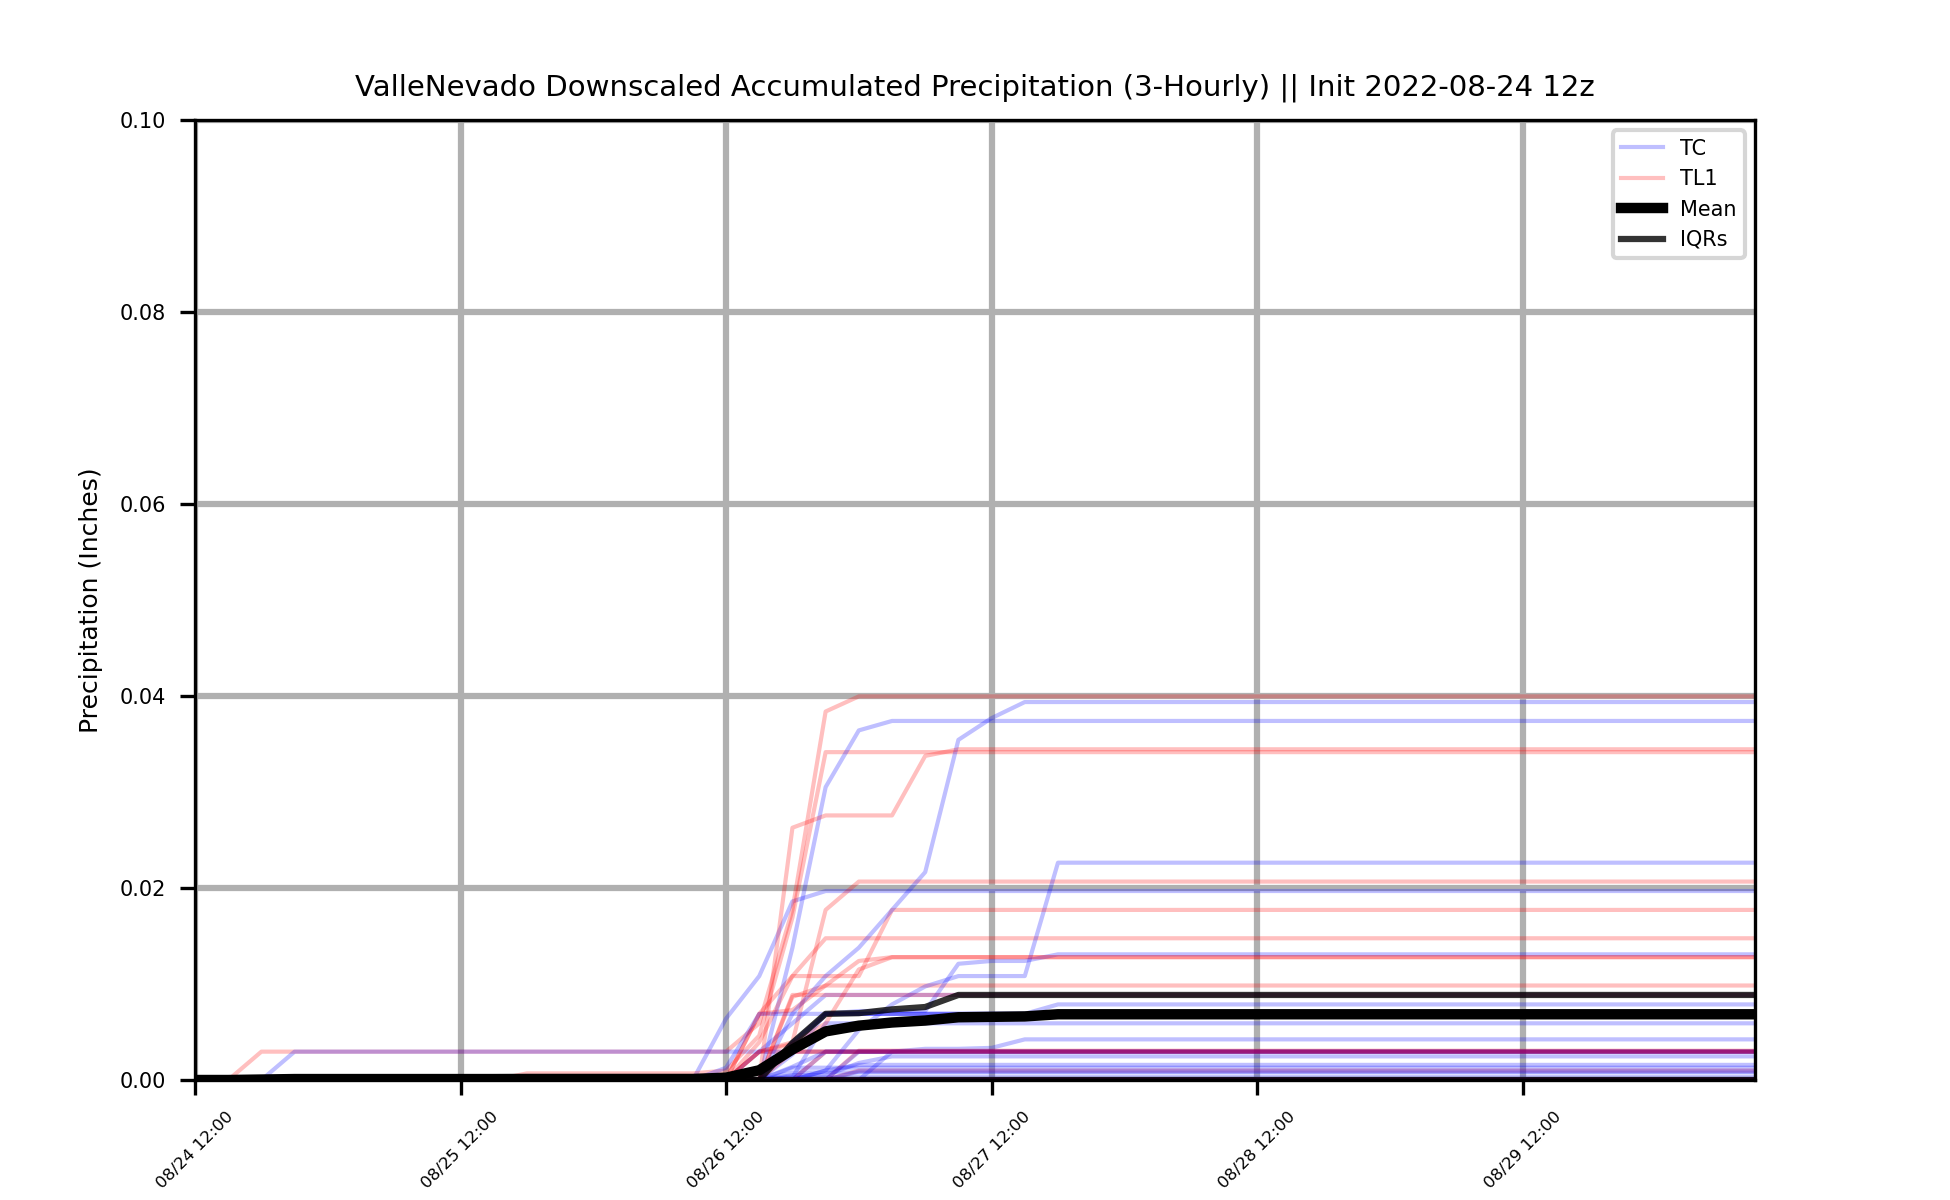 ValleNevado Downscaled Accumulated Precipitation (3-Hourly) || Init 2022-08-24 12z
TC
TL1
Mean
IQRs
Precipitation (Inches)
0.10
0.08
0.06
0.04
0.02
0.00
08/24 12:00
08/25 12:00
08/26 12:00
08/27 12:00
08/28 12:00
08/29 12:00